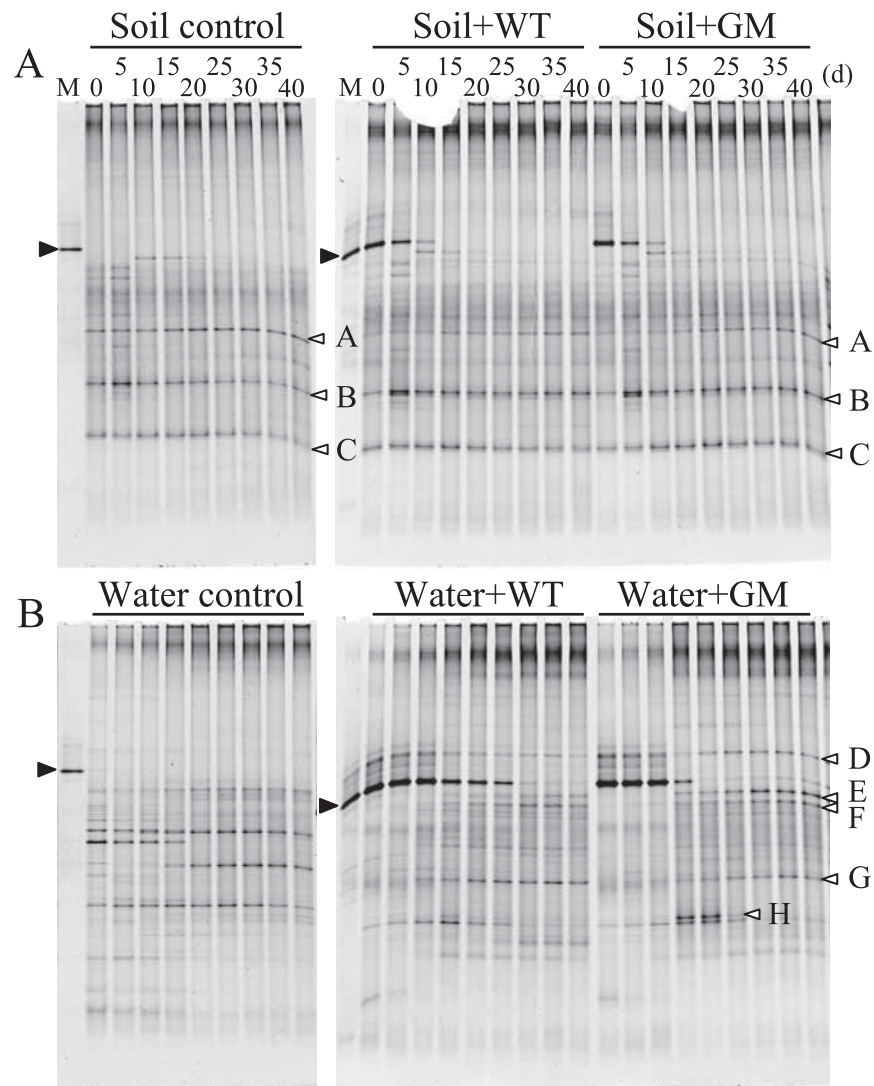 Soil control Soil+WT Soil+GM
A
5 15 25 35 5 15 25 35 5 15 25 35 (d)
M 0 10 20 30 40 M 0 10 20 30 40 0 10 20 30 40
A A
B B
C C
Water control Water+WT Water+GM
B
D
E
F
G
H